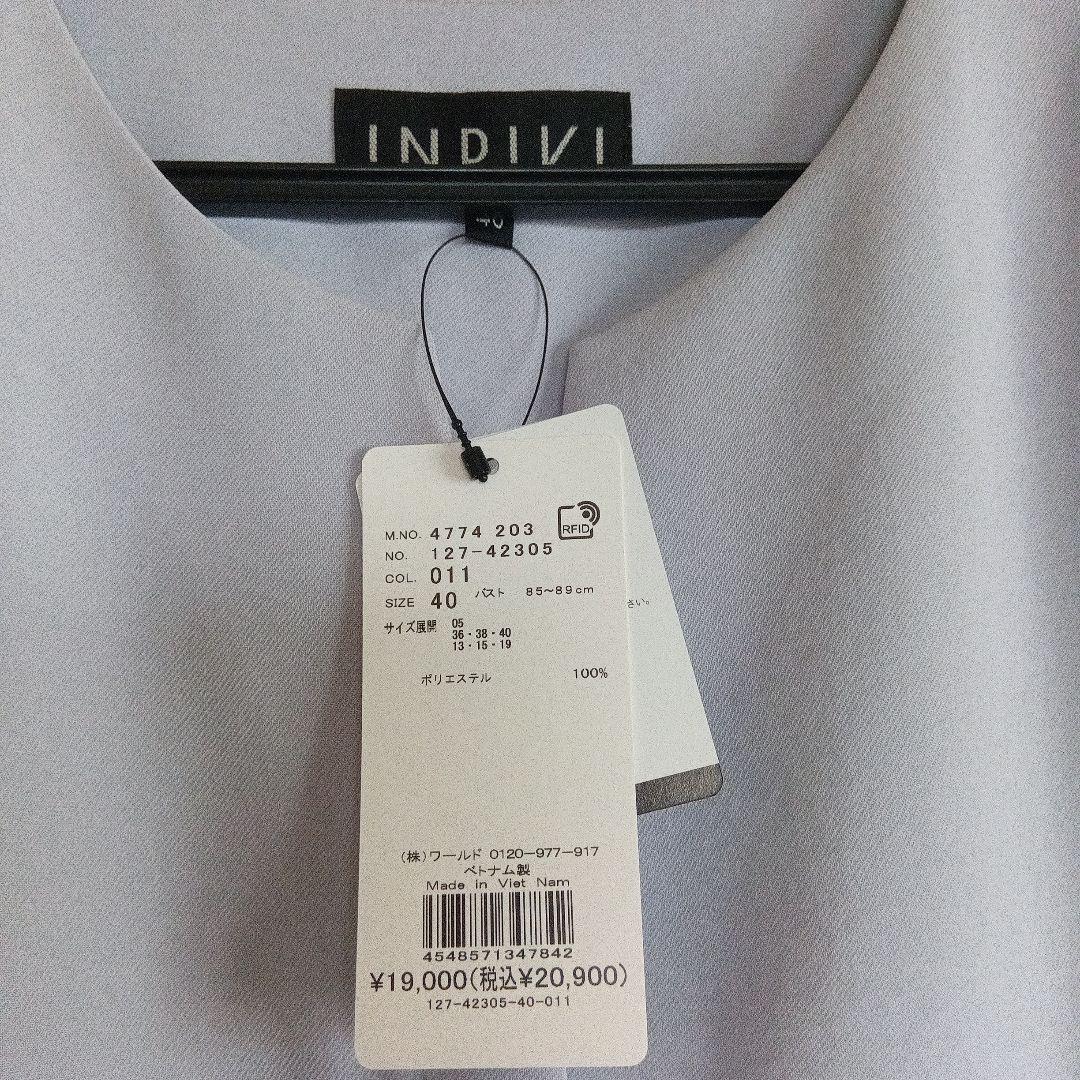 INDIVI
40
M.NO. 4774 203
RFID
NO. 127-42305
COL. 011
SIZE 40 バスト 85〜89cm
サイズ展開 05
36・38・40
13・15・19
さい。
ポリエステル 100%
(株)ワールド 0120-977-917
ベトナム製
Made in Viet Nam
4548571347842
¥19,000(税込¥20,900)
127-42305-40-011